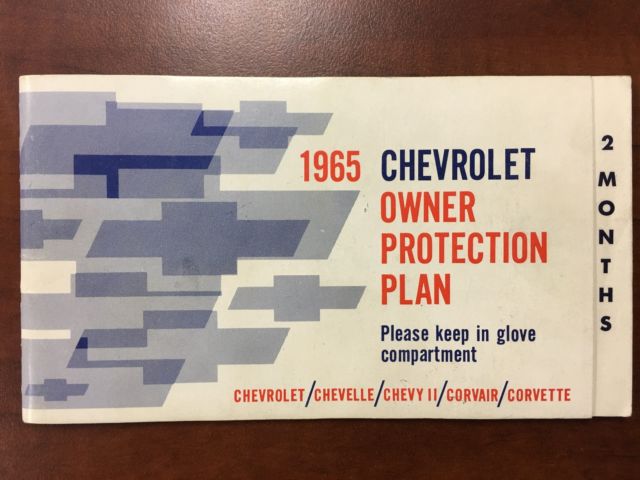 1965 CHEVROLET
OWNER
PROTECTION
PLAN
Please keep in glove
compartment
CHEVROLET/CHEVELLE/CHEVY II/CORVAIR/CORVETTE
2 MONTHS